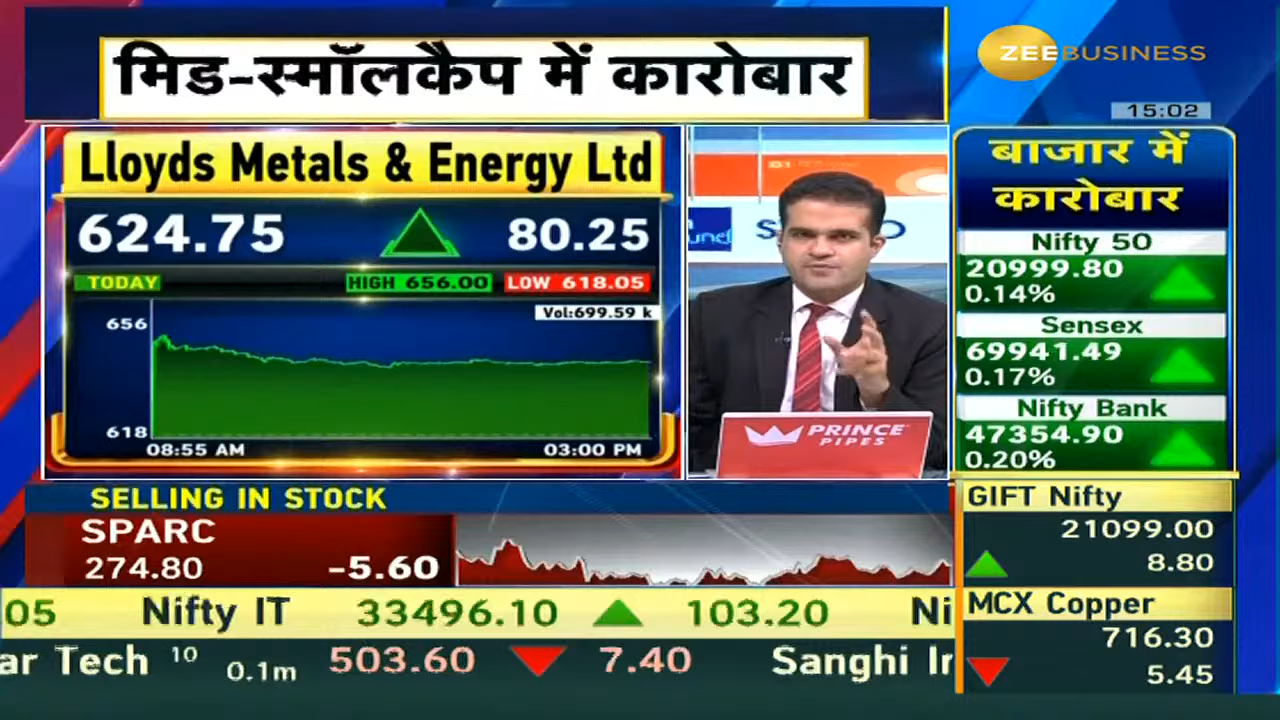 मिड-स्मॉलकैप में कारोबार
ZEEBUSINESS
15:02
Lloyds Metals & Energy Ltd
624.75 80.25
TODAY HIGH 656.00 LOW 618.05
Vol:699.59 k
656
618
08:55 AM 03:00 PM
PRINCE
PIPES
बाजार में
कारोबार
Nifty 50
20999.80
0.14%
Sensex
69941.49
0.17%
Nifty Bank
47354.90
0.20%
GIFT Nifty
21099.00
8.80
MCX Copper
716.30
5.45
SELLING IN STOCK
SPARC
274.80 -5.60
05 Nifty IT 33496.10 103.20 Ni
ar Tech 10 0.1m 503.60 7.40 Sanghi In